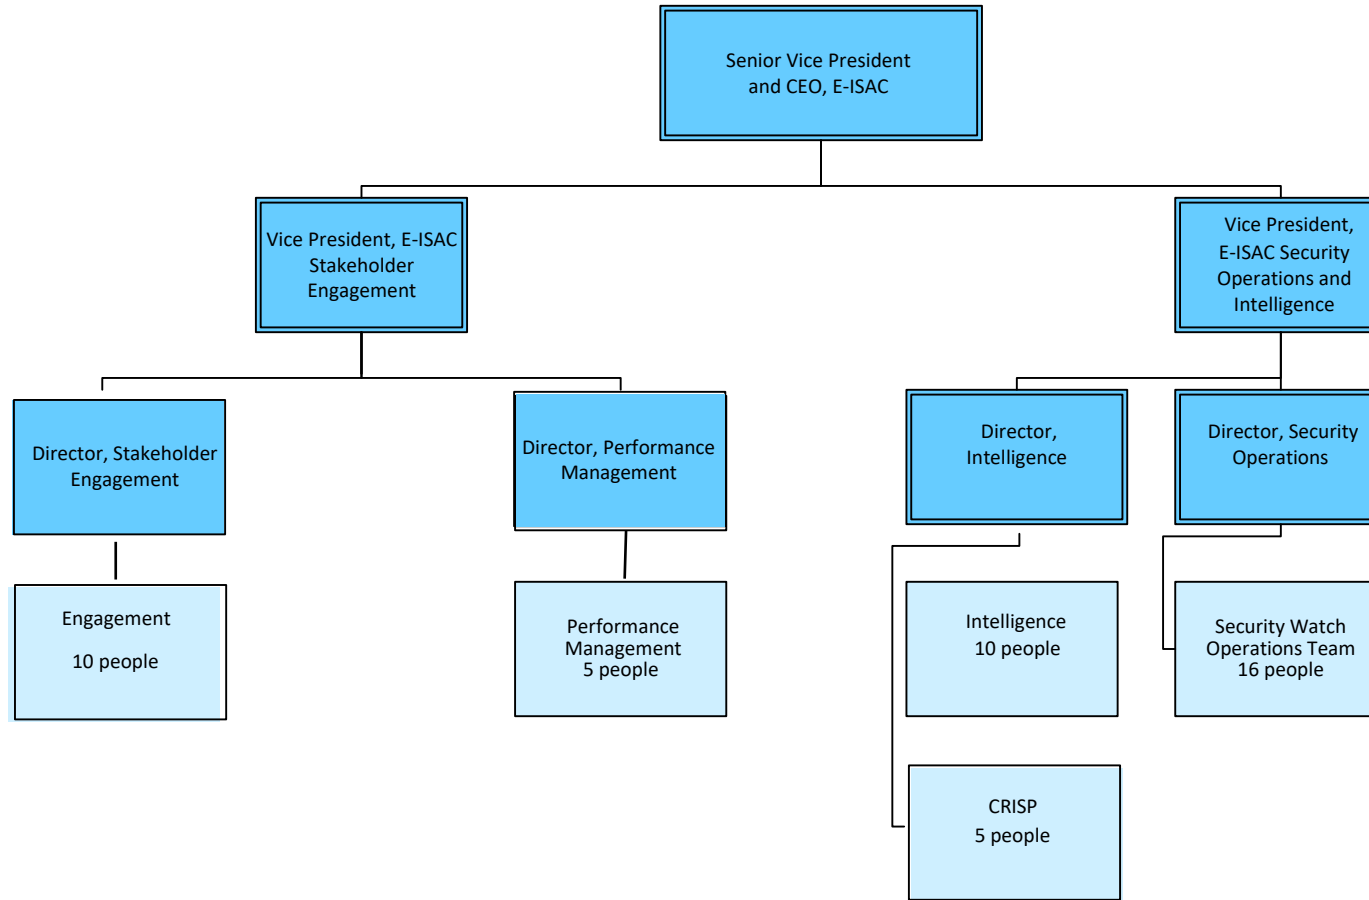 Senior Vice President
and CEO, E-ISAC
Vice President, E-ISAC
Stakeholder
Engagement
Vice President,
E-ISAC Security
Operations and
Intelligence
Director, Stakeholder
Engagement
Director, Performance
Management
Director,
Intelligence
Director, Security
Operations
Engagement
10 people
Performance
Management
5 people
Intelligence
10 people
Security Watch
Operations Team
16 people
CRISP
5 people